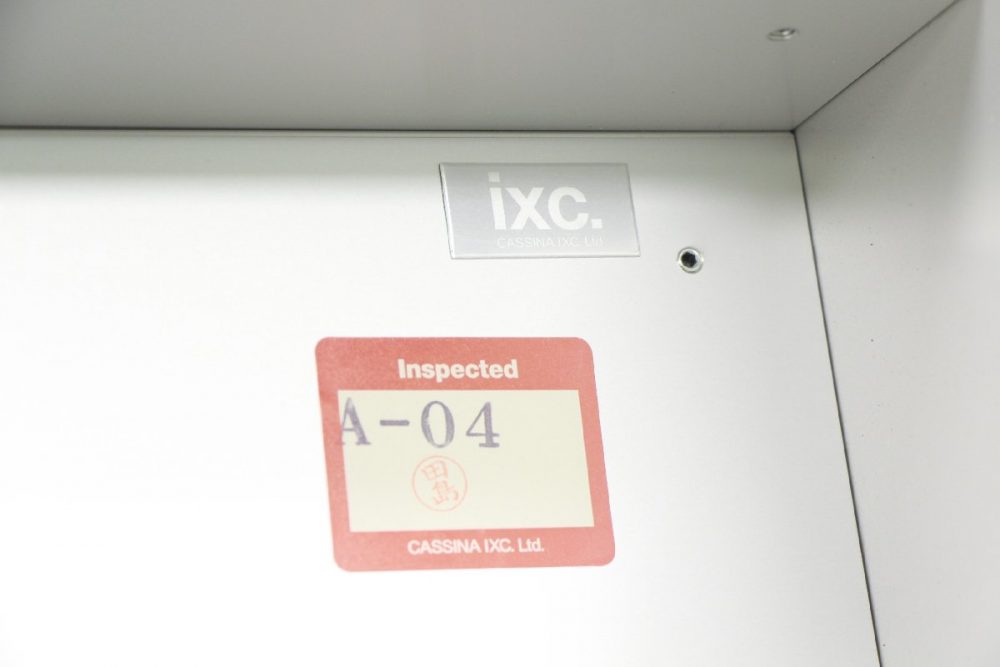 ixc.
CASSINA IXC. Ltd.
Inspected
A-04
田島
CASSINA IXC. Ltd.